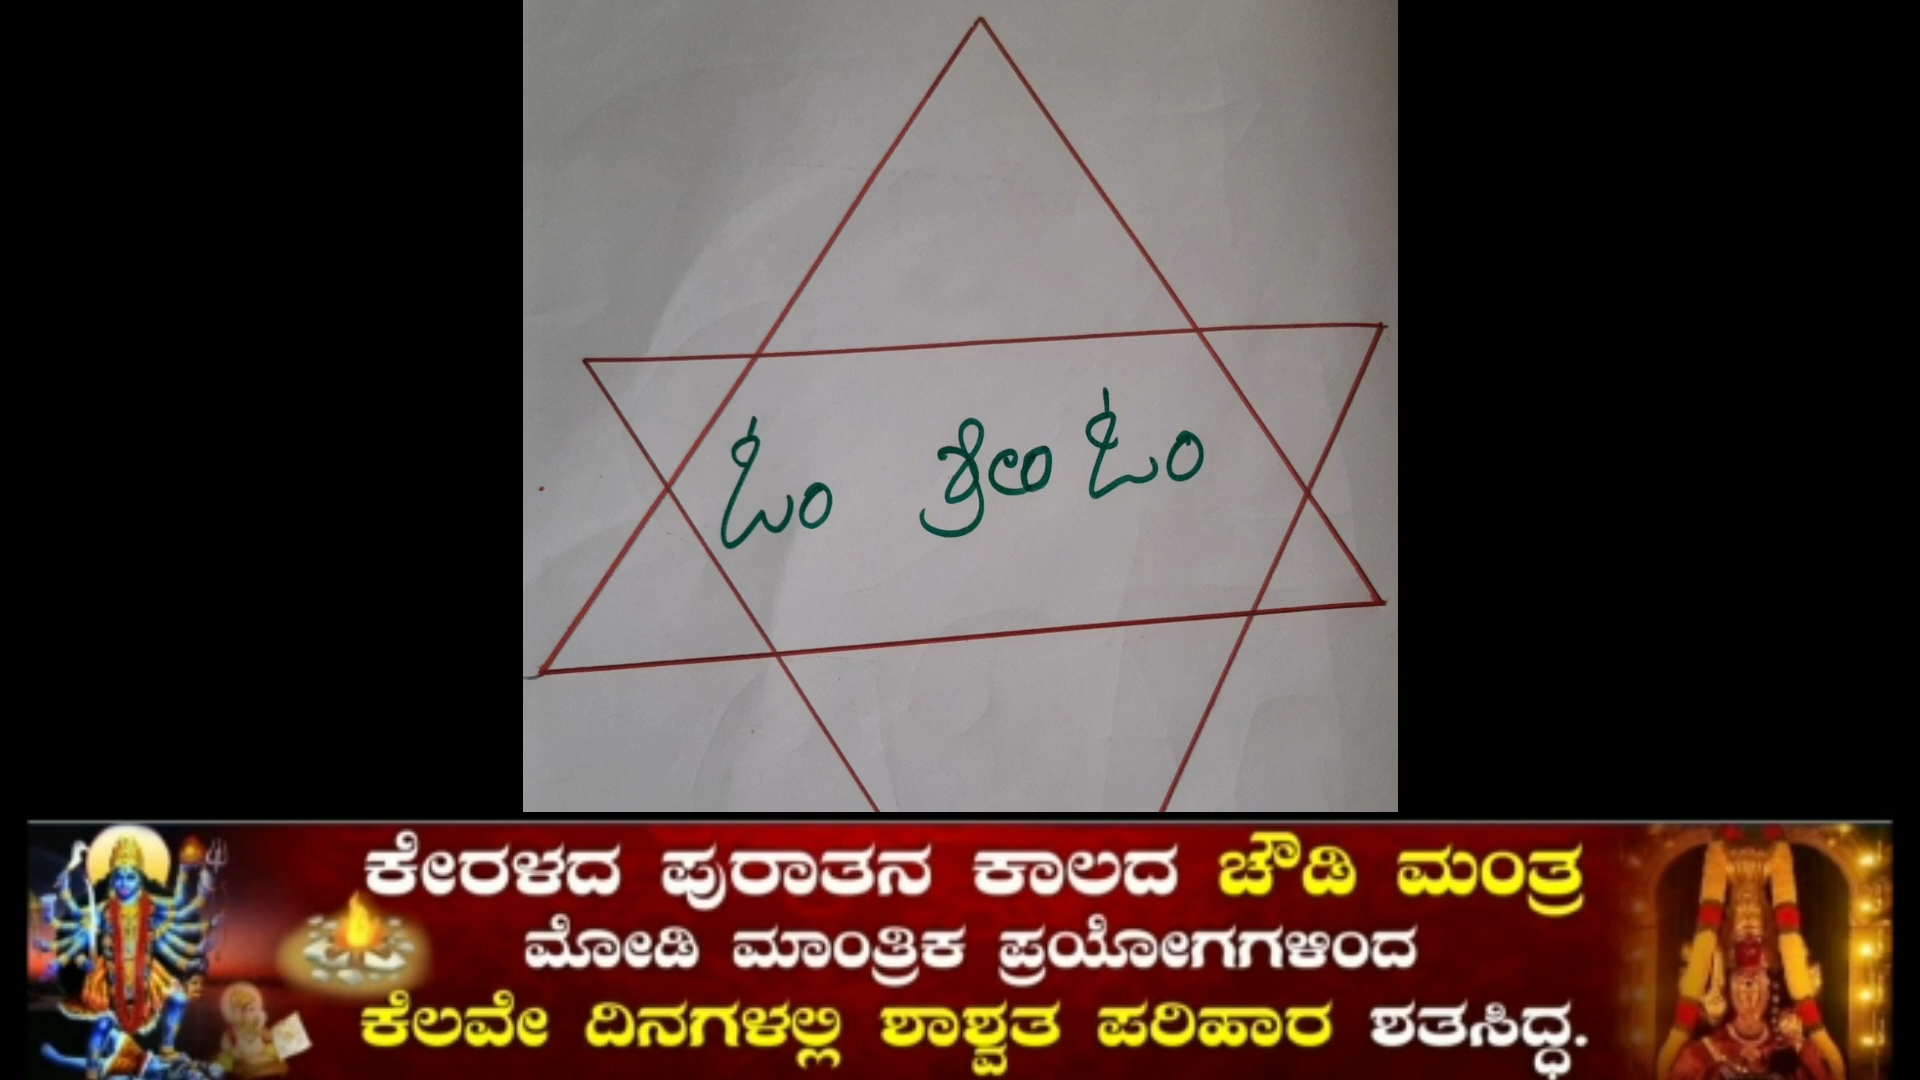 ಓಂ ಶ್ರೀಂ ಓಂ
ಕೇರಳದ ಪುರಾತನ ಕಾಲದ ಚೌಡಿ ಮಂತ್ರ
ಮೋಡಿ ಮಾಂತ್ರಿಕ ಪ್ರಯೋಗಗಳಿಂದ
ಕೆಲವೇ ದಿನಗಳಲ್ಲಿ ಶಾಶ್ವತ ಪರಿಹಾರ ಶತಸಿದ್ಧ.